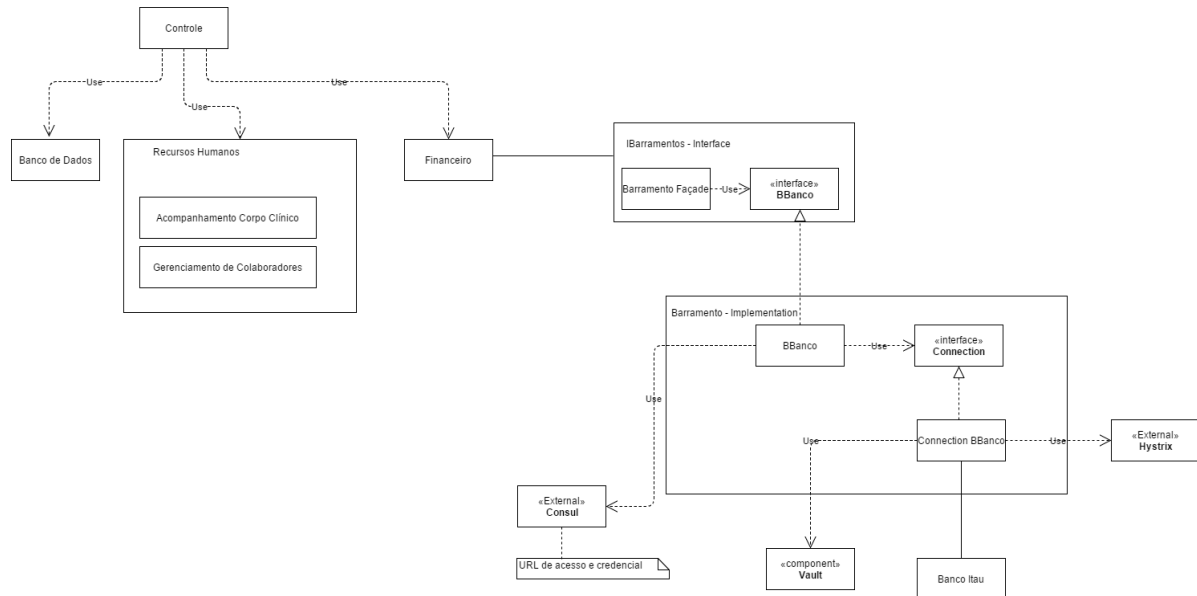 Controle
Use
Use
Use
Banco de Dados
Recursos Humanos
Acompanhamento Corpo Clínico
Gerenciamento de Colaboradores
Financeiro
IBarramentos - Interface
Barramento Façade
Use
«interface»
BBanco
Barramento - Implementation
BBanco
Use
«interface»
Connection
Use
Use
Connection BBanco
Use
«External»
Hystrix
«External»
Consul
URL de acesso e credencial
«component»
Vault
Banco Itau